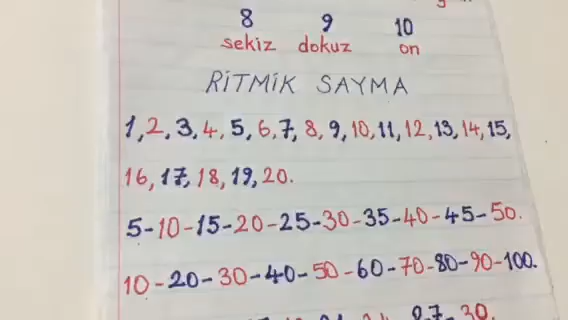 8 9 10
sekiz dokuz on
RİTMİK SAYMA
1, 2, 3, 4, 5, 6, 7, 8, 9, 10, 11, 12, 13, 14, 15,
16, 17, 18, 19, 20.
5-10-15-20-25-30-35-40-45-50.
10-20-30-40-50-60-70-80-90-100.
27-30.